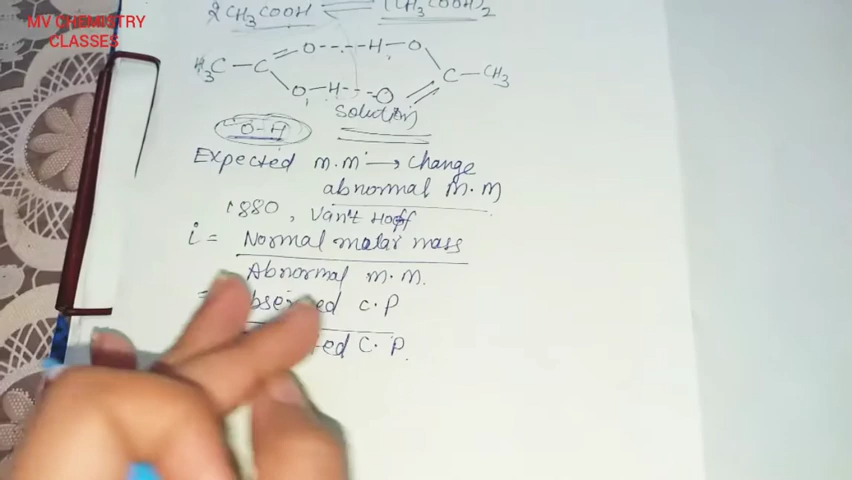 MV CHEMISTRY
CLASSES
2CH3COOH ⇌ (CH3COOH)2
H3C — C = O --- H — O
C — CH3
O — H --- O
Solution
O-H
Expected m.m → change
abnormal m.m
1880, Van't Hoff
i = Normal molar mass
Abnormal m.m.
= observed C.P
C.P.